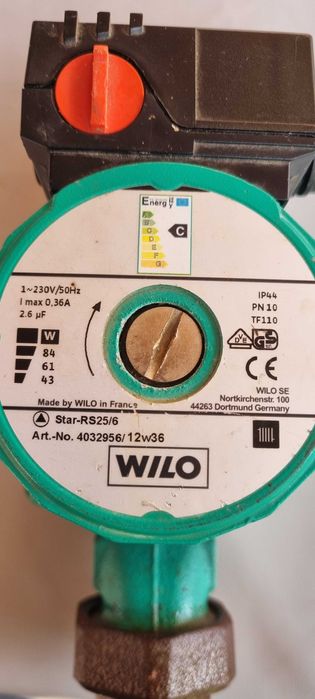 Energy
A
B
C
D
E
F
G
C
1~230V/50Hz
I max 0,36A
2.6 µF
W
84
61
43
IP44
PN 10
TF110
Made by WILO in France
WILO SE
Nortkirchenstr. 100
44263 Dortmund Germany
Star-RS25/6
Art.-No. 4032956/12w36
WILO